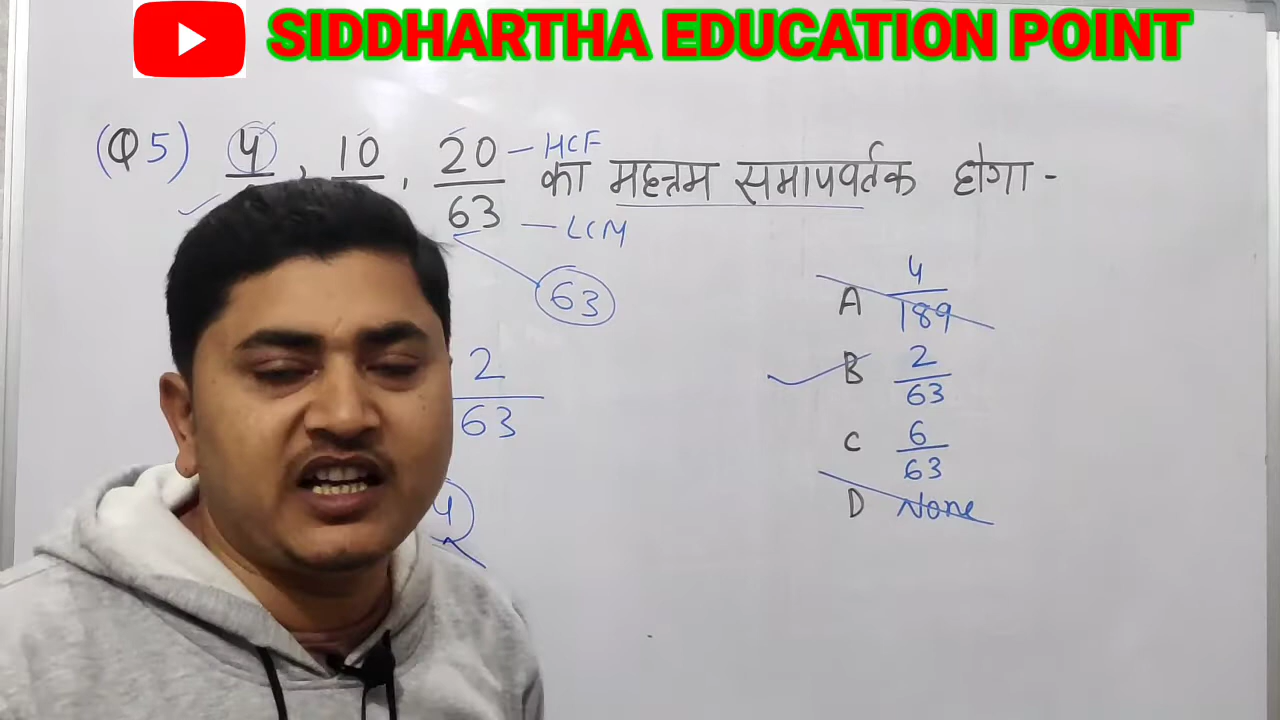 SIDDHARTHA EDUCATION POINT
(Q5) 4 , 10 , 20/63 का महत्तम समापवर्तक होगा -
HCF
LCM
63
2/63
4
A 4/189
B 2/63
C 6/63
D None